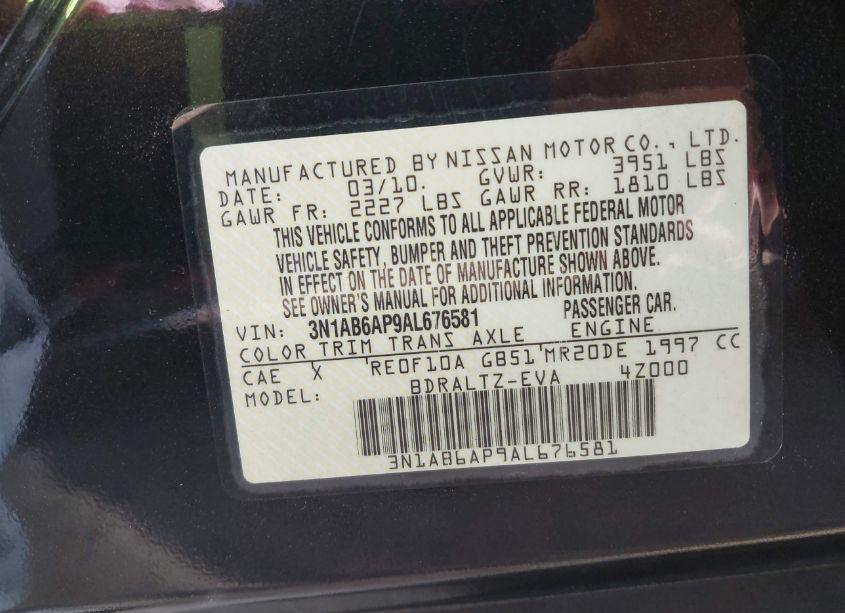 MANUFACTURED BY NISSAN MOTOR CO., LTD.
DATE: 03/10. GVWR: 3951 LBS
GAWR FR: 2227 LBS GAWR RR: 1810 LBS
THIS VEHICLE CONFORMS TO ALL APPLICABLE FEDERAL MOTOR
VEHICLE SAFETY, BUMPER AND THEFT PREVENTION STANDARDS
IN EFFECT ON THE DATE OF MANUFACTURE SHOWN ABOVE.
SEE OWNER'S MANUAL FOR ADDITIONAL INFORMATION.
VIN: 3N1AB6AP9AL676581 PASSENGER CAR.
COLOR TRIM TRANS AXLE ENGINE
CAE X RE0F10A GB51 MR20DE 1997 CC
MODEL: BDRALTZ-EVA 4Z000
3N1AB6AP9AL676581